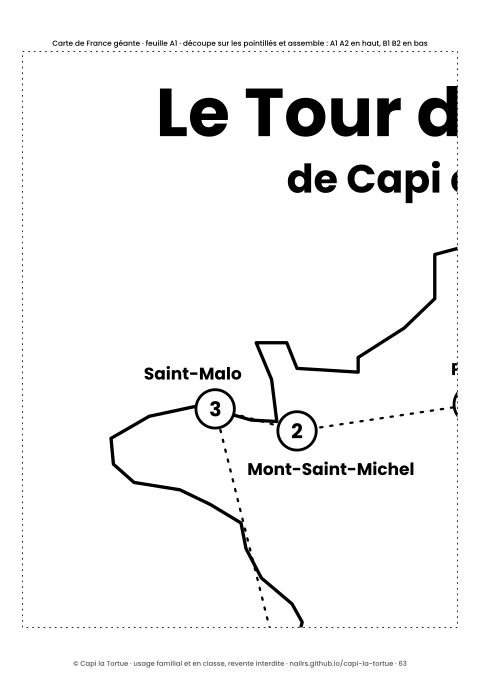 Carte de France géante · feuille A1 · découpe sur les pointillés et assemble : A1 A2 en haut, B1 B2 en bas
Le Tour d
de Capi e
Saint-Malo
3
2
Mont-Saint-Michel
© Capi la Tortue · usage familial et en classe, revente interdite · nailrs.github.io/capi-la-tortue · 63